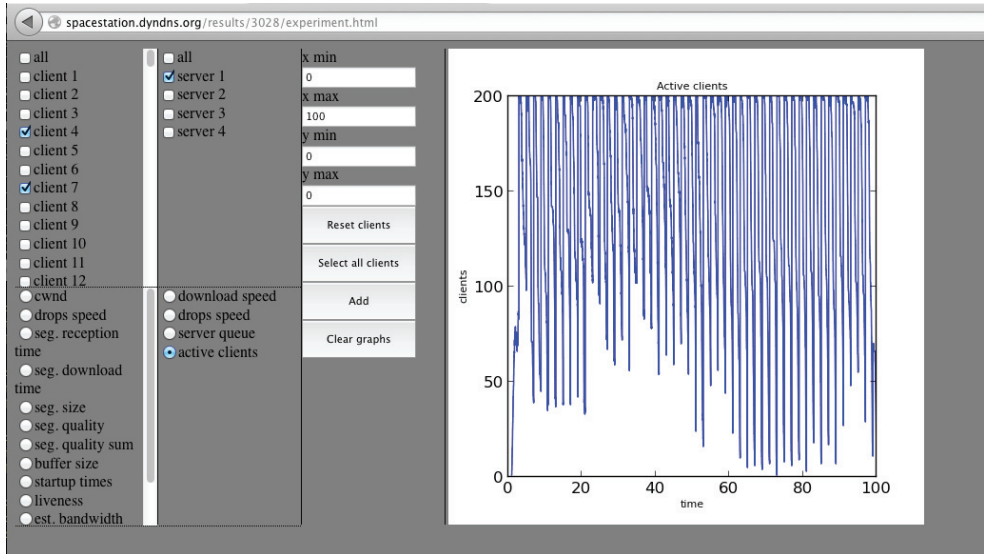 spacestation.dyndns.org/results/3028/experiment.html
all
client 1
client 2
client 3
client 4
client 5
client 6
client 7
client 8
client 9
client 10
client 11
client 12
all
server 1
server 2
server 3
server 4
x min
0
x max
100
y min
0
y max
0
Reset clients
Select all clients
Add
Clear graphs
cwnd
drops speed
seg. reception
time
seg. download
time
seg. size
seg. quality
seg. quality sum
buffer size
startup times
liveness
est. bandwidth
download speed
drops speed
server queue
active clients
Active clients
200
150
100
50
0
clients
0 20 40 60 80 100
time